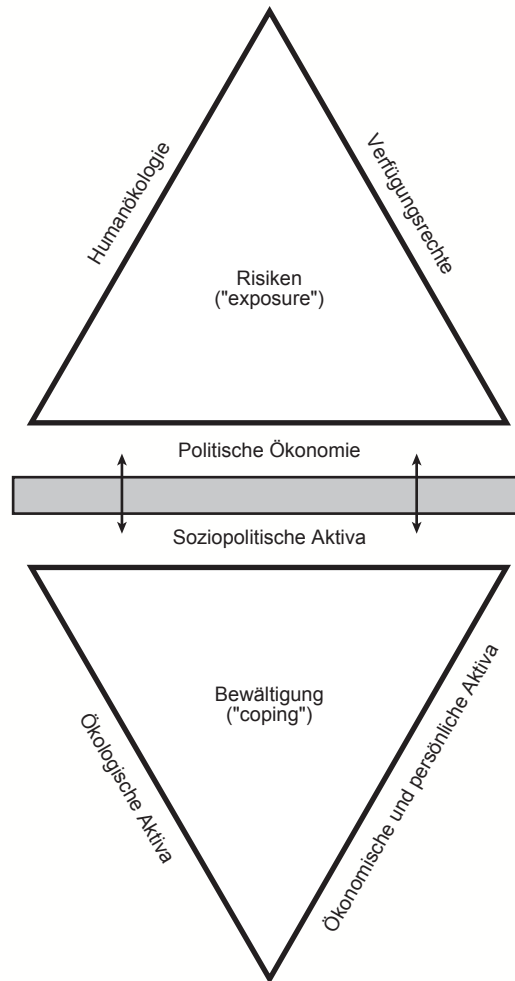 Humanökologie
Verfügungsrechte
Risiken
("exposure")
Politische Ökonomie
Soziopolitische Aktiva
Bewältigung
("coping")
Ökologische Aktiva
Ökonomische und persönliche Aktiva